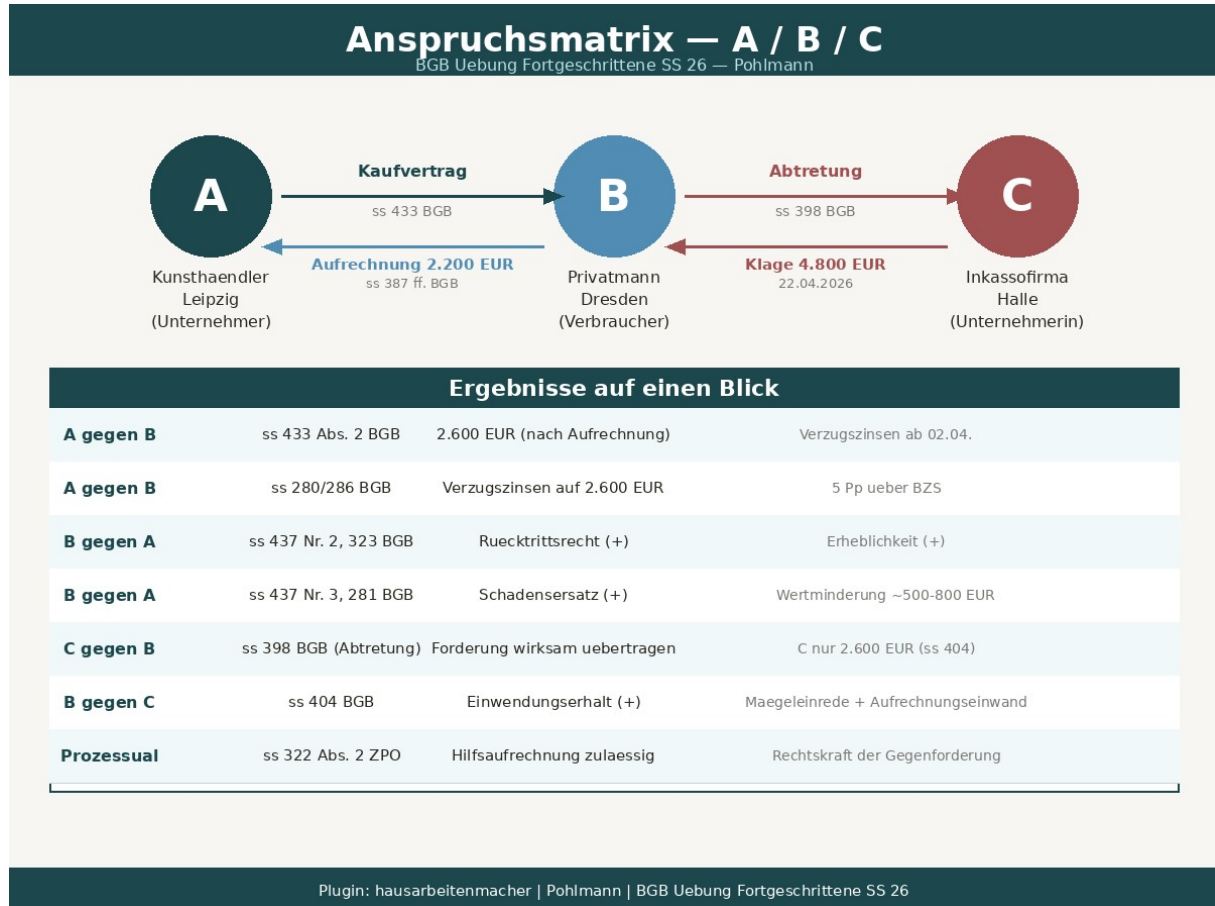 Anspruchsmatrix — A / B / C
BGB Uebung Fortgeschrittene SS 26 — Pohlmann
A
Kaufvertrag
ss 433 BGB
Aufrechnung 2.200 EUR
ss 387 ff. BGB
B
Abtretung
ss 398 BGB
Klage 4.800 EUR
22.04.2026
C
Kunsthaendler
Leipzig
(Unternehmer)
Privatmann
Dresden
(Verbraucher)
Inkassofirma
Halle
(Unternehmerin)
Ergebnisse auf einen Blick
A gegen B ss 433 Abs. 2 BGB 2.600 EUR (nach Aufrechnung) Verzugszinsen ab 02.04.
A gegen B ss 280/286 BGB Verzugszinsen auf 2.600 EUR 5 Pp ueber BZS
B gegen A ss 437 Nr. 2, 323 BGB Ruecktrittsrecht (+) Erheblichkeit (+)
B gegen A ss 437 Nr. 3, 281 BGB Schadensersatz (+) Wertminderung ~500-800 EUR
C gegen B ss 398 BGB (Abtretung) Forderung wirksam uebertragen C nur 2.600 EUR (ss 404)
B gegen C ss 404 BGB Einwendungserhalt (+) Maegeleinrede + Aufrechnungseinwand
Prozessual ss 322 Abs. 2 ZPO Hilfsaufrechnung zulaessig Rechtskraft der Gegenforderung
Plugin: hausarbeitenmacher | Pohlmann | BGB Uebung Fortgeschrittene SS 26